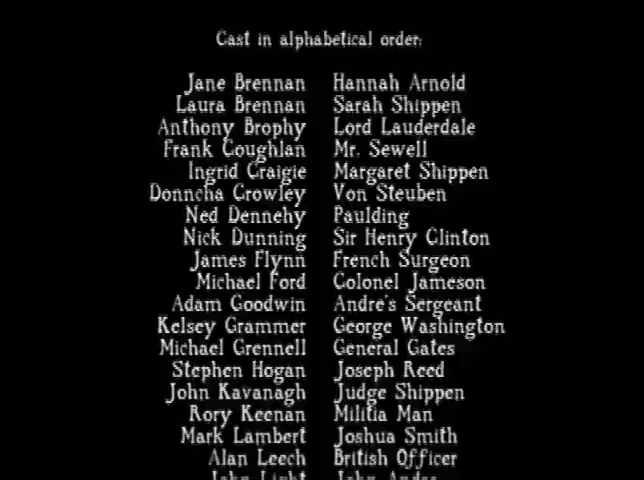 Cast in alphabetical order:
Jane Brennan Hannah Arnold
Laura Brennan Sarah Shippen
Anthony Brophy Lord Lauderdale
Frank Coughlan Mr. Sewell
Ingrid Craigie Margaret Shippen
Donncha Crowley Von Steuben
Ned Dennehy Paulding
Nick Dunning Sir Henry Clinton
James Flynn French Surgeon
Michael Ford Colonel Jameson
Adam Goodwin Andre's Sergeant
Kelsey Grammer George Washington
Michael Grennell General Gates
Stephen Hogan Joseph Reed
John Kavanagh Judge Shippen
Rory Keenan Militia Man
Mark Lambert Joshua Smith
Alan Leech British Officer
John Light John Andre